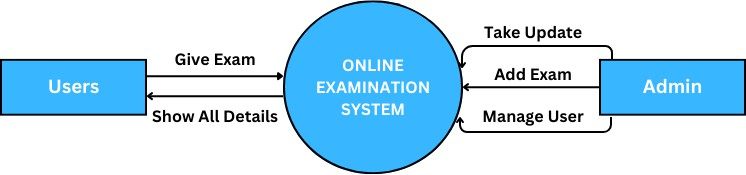 Users
Give Exam
Show All Details
ONLINE
EXAMINATION
SYSTEM
Take Update
Add Exam
Manage User
Admin